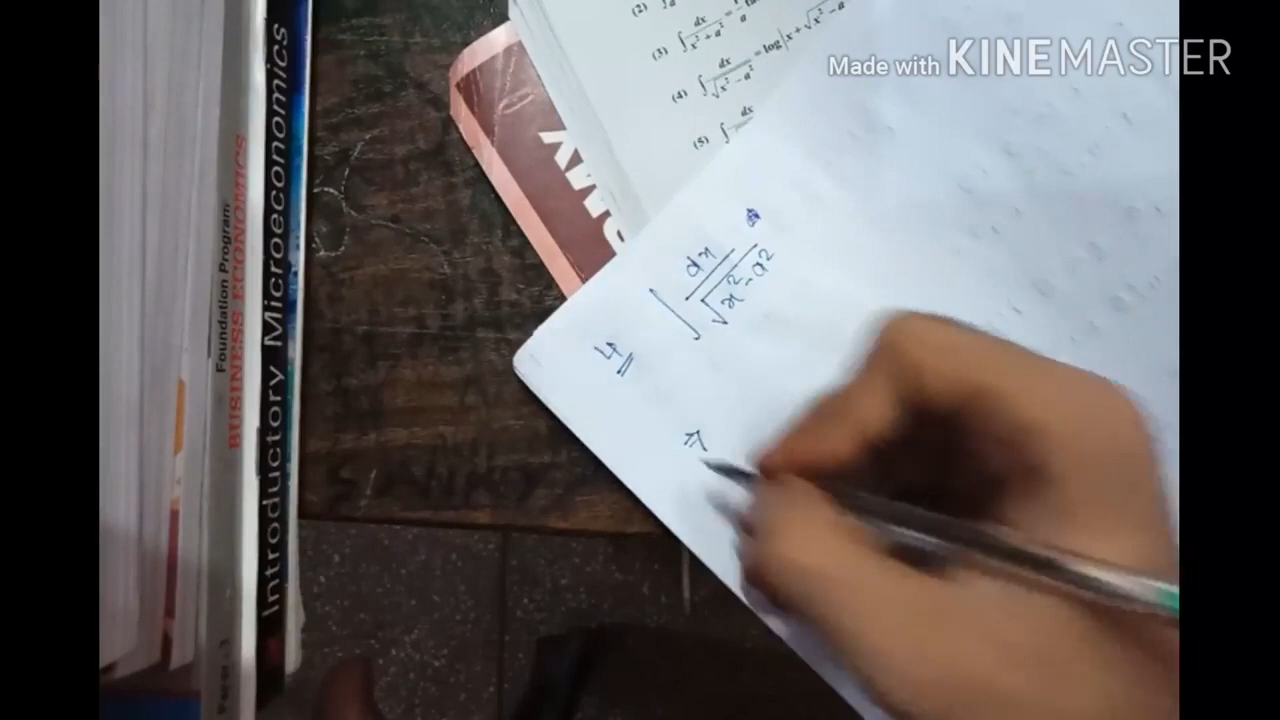 Made with KINEMASTER
(2) ∫
(3) ∫ dx / x² + a² = 1/a
(4) ∫ dx / √x² - a² = log | x + √x² - a
(5) ∫ dx
4
∫ dx / √x² - a²
⇒
Foundation Program
BUSINESS ECONOMICS
Introductory Microeconomics